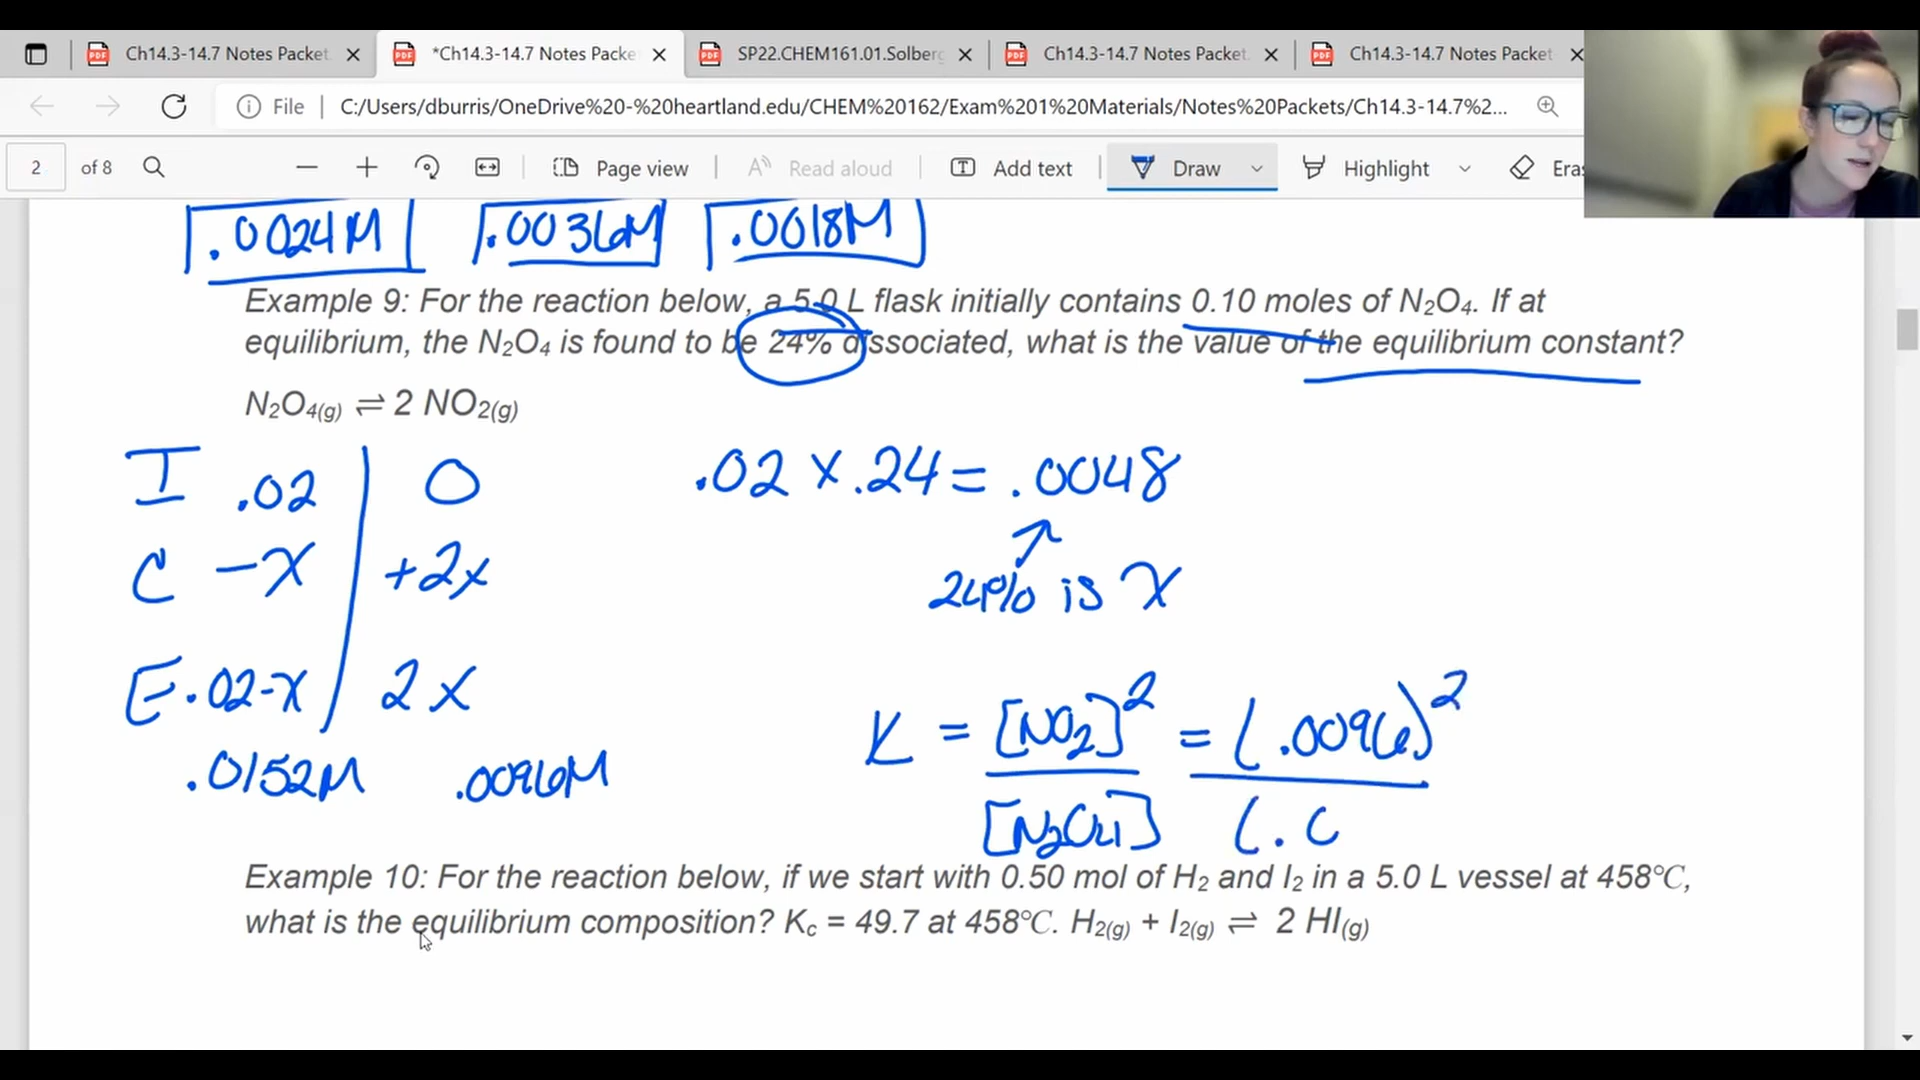 Ch14.3-14.7 Notes Packet
*Ch14.3-14.7 Notes Packe
SP22.CHEM161.01.Solberg
Ch14.3-14.7 Notes Packet
Ch14.3-14.7 Notes Packet
File
C:/Users/dburris/OneDrive%20-%20heartland.edu/CHEM%20162/Exam%201%20Materials/Notes%20Packets/Ch14.3-14.7%2...
2 of 8
Page view
Read aloud
Add text
Draw
Highlight
Era
.0024M .0036M .0018M
Example 9: For the reaction below, a 5.0 L flask initially contains 0.10 moles of N₂O₄. If at
equilibrium, the N₂O₄ is found to be 24% dissociated, what is the value of the equilibrium constant?
N₂O₄(g) ⇌ 2 NO₂(g)
I .02 0
.02 x .24 = .0048
C -x +2x
24% is x
E .02-x 2x
K = [NO₂]² = (.0096)²
.0152M .0096M
[N₂O₄] (.0
Example 10: For the reaction below, if we start with 0.50 mol of H₂ and I₂ in a 5.0 L vessel at 458°C,
what is the equilibrium composition? Kc = 49.7 at 458°C. H₂(g) + I₂(g) ⇌ 2 HI(g)